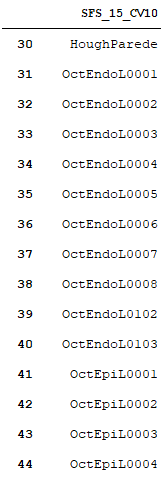 SFS_15_CV10
30 HoughParede
31 OctEndoL0001
32 OctEndoL0002
33 OctEndoL0003
34 OctEndoL0004
35 OctEndoL0005
36 OctEndoL0006
37 OctEndoL0007
38 OctEndoL0008
39 OctEndoL0102
40 OctEndoL0103
41 OctEpiL0001
42 OctEpiL0002
43 OctEpiL0003
44 OctEpiL0004